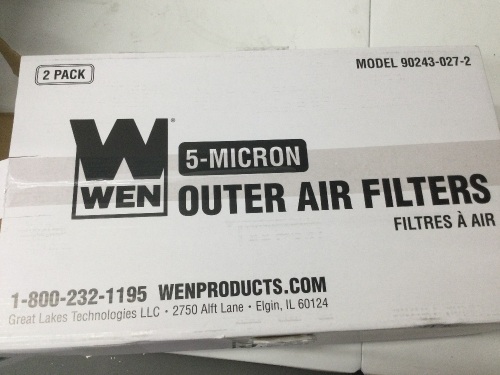 2 PACK
MODEL 90243-027-2
WEN
5-MICRON
OUTER AIR FILTERS
FILTRES À AIR
1-800-232-1195 WENPRODUCTS.COM
Great Lakes Technologies LLC • 2750 Alft Lane • Elgin, IL 60124